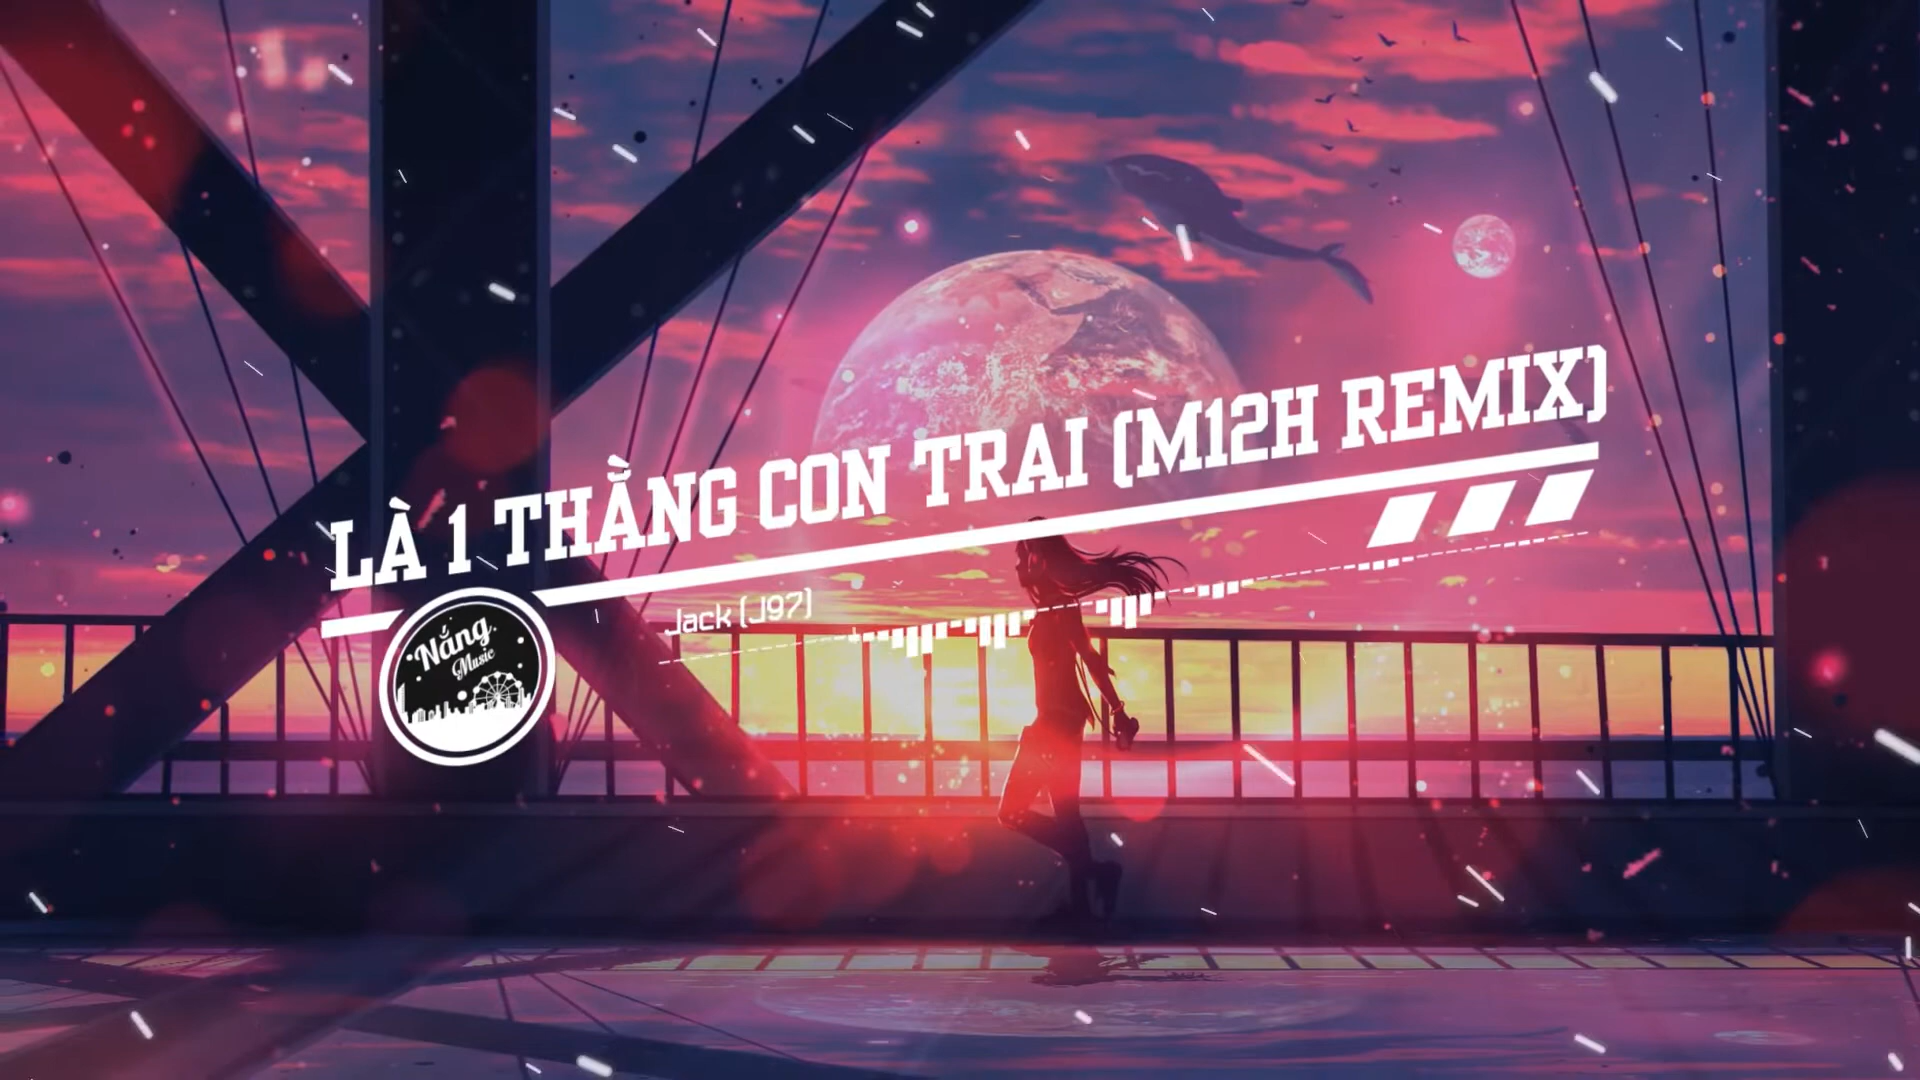 LÀ 1 THẰNG CON TRAI (M12H REMIX)
Jack (J97)
Nắng
Music